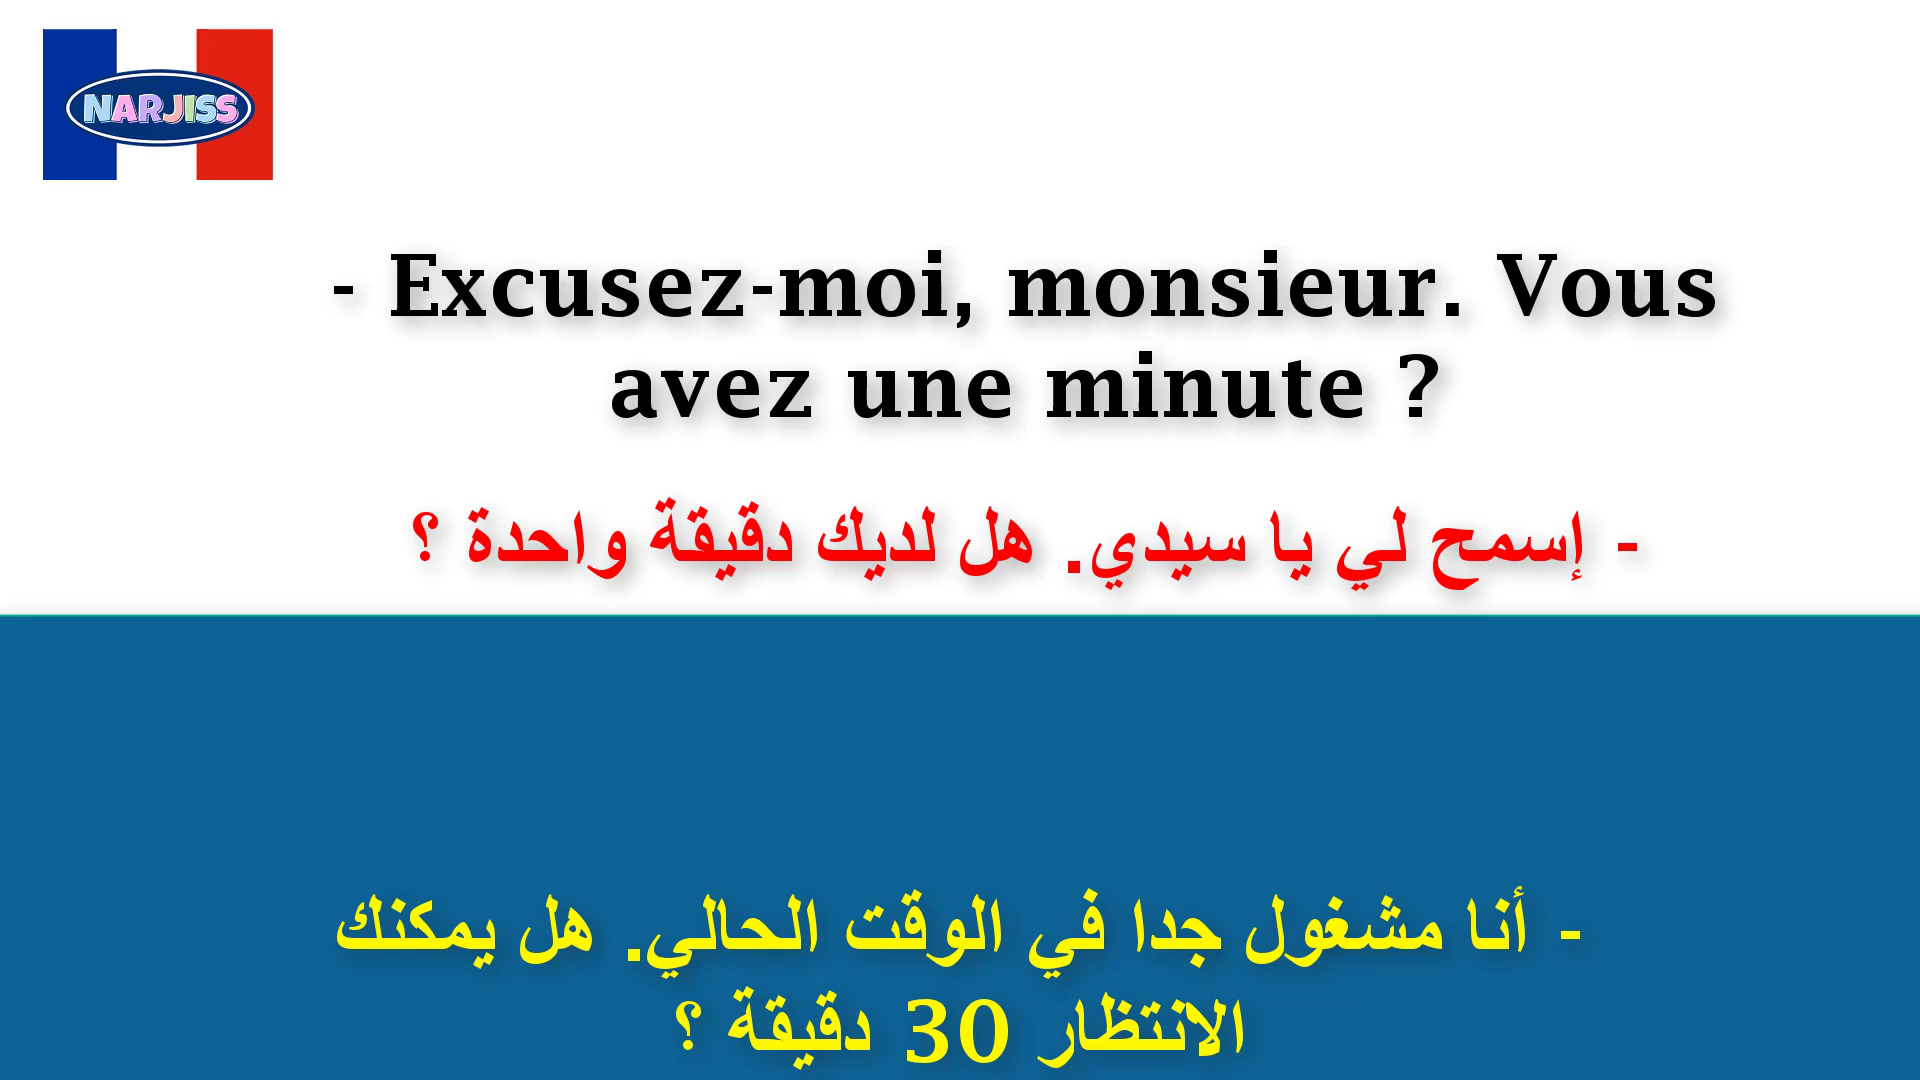 NARJISS
- Excusez-moi, monsieur. Vous
avez une minute ?
- إسمح لي يا سيدي. هل لديك دقيقة واحدة ؟
- أنا مشغول جدا في الوقت الحالي. هل يمكنك
الانتظار 30 دقيقة ؟